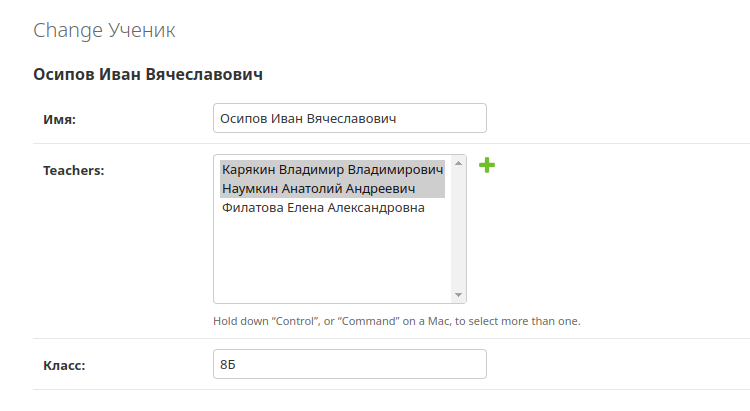 Change Ученик
Осипов Иван Вячеславович
Имя: Осипов Иван Вячеславович
Teachers: Карякин Владимир Владимирович
Наумкин Анатолий Андреевич
Филатова Елена Александровна
Hold down “Control”, or “Command” on a Mac, to select more than one.
Класс: 8Б